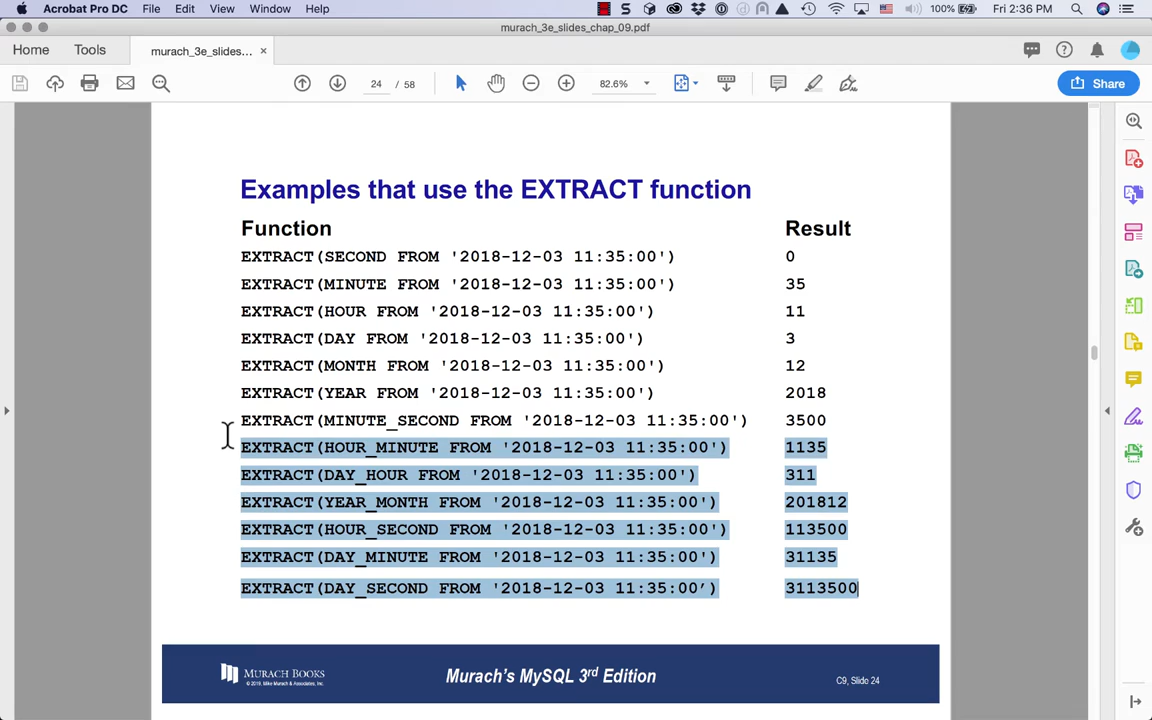 Acrobat Pro DC File Edit View Window Help 100% Fri 2:36 PM
murach_3e_slides_chap_09.pdf
Home Tools murach_3e_slides... ×
24 / 58 82.6% Share
Examples that use the EXTRACT function
Function Result
EXTRACT(SECOND FROM '2018-12-03 11:35:00') 0
EXTRACT(MINUTE FROM '2018-12-03 11:35:00') 35
EXTRACT(HOUR FROM '2018-12-03 11:35:00') 11
EXTRACT(DAY FROM '2018-12-03 11:35:00') 3
EXTRACT(MONTH FROM '2018-12-03 11:35:00') 12
EXTRACT(YEAR FROM '2018-12-03 11:35:00') 2018
EXTRACT(MINUTE_SECOND FROM '2018-12-03 11:35:00') 3500
EXTRACT(HOUR_MINUTE FROM '2018-12-03 11:35:00') 1135
EXTRACT(DAY_HOUR FROM '2018-12-03 11:35:00') 311
EXTRACT(YEAR_MONTH FROM '2018-12-03 11:35:00') 201812
EXTRACT(HOUR_SECOND FROM '2018-12-03 11:35:00') 113500
EXTRACT(DAY_MINUTE FROM '2018-12-03 11:35:00') 31135
EXTRACT(DAY_SECOND FROM '2018-12-03 11:35:00’) 3113500
MURACH BOOKS
© 2019, Mike Murach & Associates, Inc.
Murach's MySQL 3rd Edition
C9, Slide 24